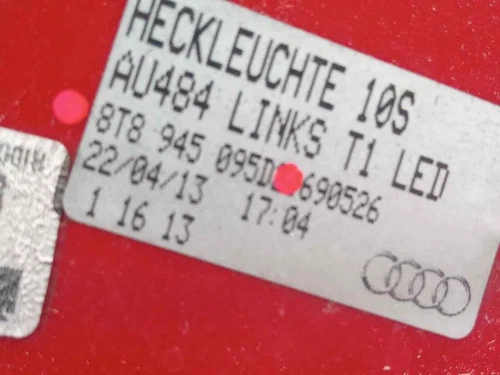 HECKLEUCHTE 10S
AU484 LINKS T1 LED
8T8 945 095D 690526
22/04/13 17:04
1 16 13